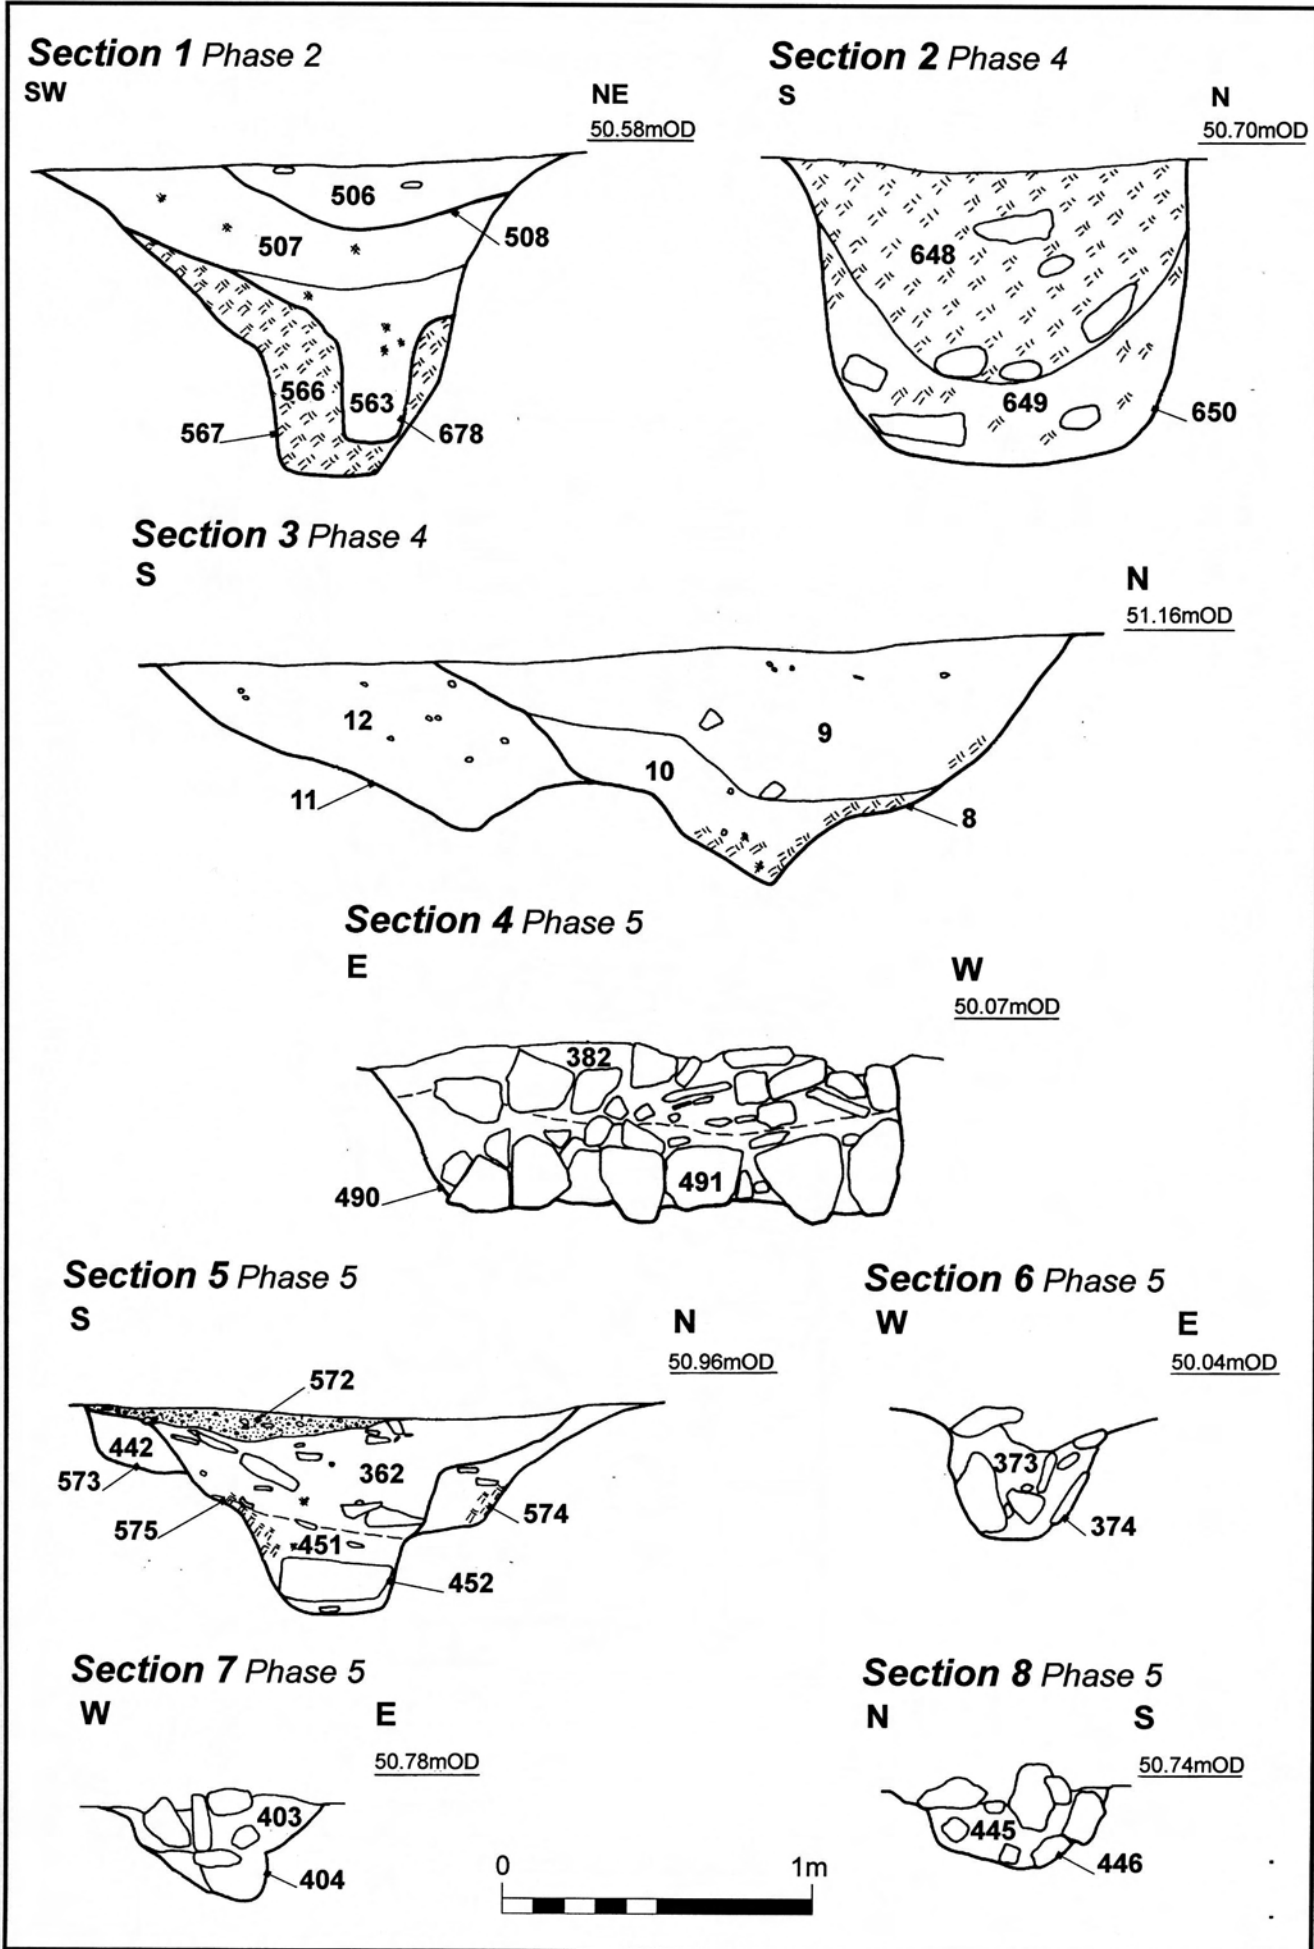 Section 1 Phase 2
SW
NE
50.58mOD
506
507
508
566
563
567
678
Section 2 Phase 4
S
N
50.70mOD
648
649
650
Section 3 Phase 4
S
N
51.16mOD
12
9
10
11
8
Section 4 Phase 5
E
W
50.07mOD
382
491
490
Section 5 Phase 5
S
N
50.96mOD
572
442
362
573
574
575
451
452
Section 6 Phase 5
W
E
50.04mOD
373
374
Section 7 Phase 5
W
E
50.78mOD
403
404
Section 8 Phase 5
N
S
50.74mOD
445
446
0 1m